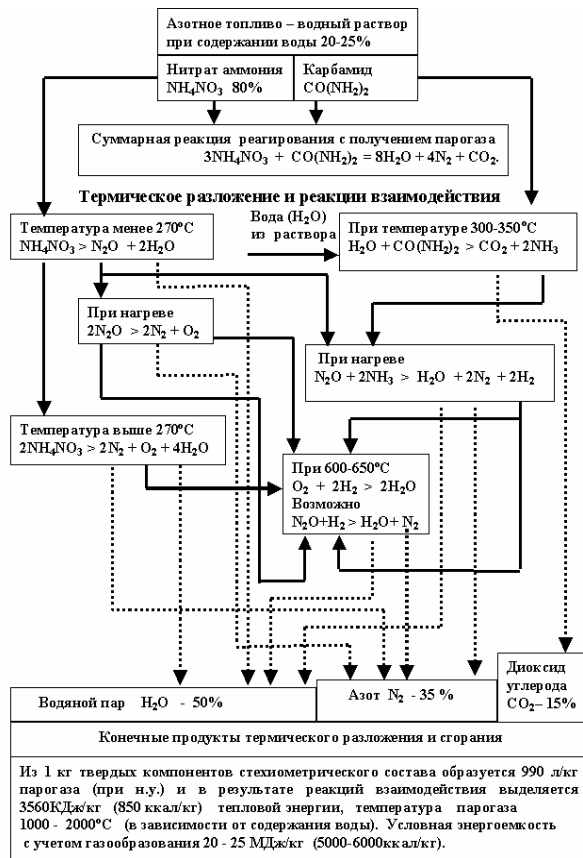 Азотное топливо – водный раствор
при содержании воды 20-25%
Нитрат аммония
NH₄NO₃ 80%
Карбамид
CO(NH₂)₂
Суммарная реакция реагирования с получением парогаза
3NH₄NO₃ + CO(NH₂)₂ = 8H₂O + 4N₂ + CO₂.
Термическое разложение и реакции взаимодействия
Температура менее 270°С
NH₄NO₃ > N₂O + 2H₂O
Вода (H₂O)
из раствора
При температуре 300-350°С
H₂O + CO(NH₂)₂ > CO₂ + 2NH₃
При нагреве
2N₂O > 2N₂ + O₂
При нагреве
N₂O + 2NH₃ > H₂O + 2N₂ + 2H₂
Температура выше 270°С
2NH₄NO₃ > 2N₂ + O₂ + 4H₂O
При 600-650°С
O₂ + 2H₂ > 2H₂O
Возможно
N₂O+H₂ > H₂O+ N₂
Водяной пар H₂O - 50%
Азот N₂ - 35 %
Диоксид
углерода
CO₂– 15%
Конечные продукты термического разложения и сгорания
Из 1 кг твердых компонентов стехиометрического состава образуется 990 л/кг
парогаза (при н.у.) и в результате реакций взаимодействия выделяется
3560КДж/кг (850 ккал/кг) тепловой энергии, температура парогаза
1000 - 2000°С (в зависимости от содержания воды). Условная энергоемкость
с учетом газообразования 20 - 25 МДж/кг (5000-6000ккал/кг).